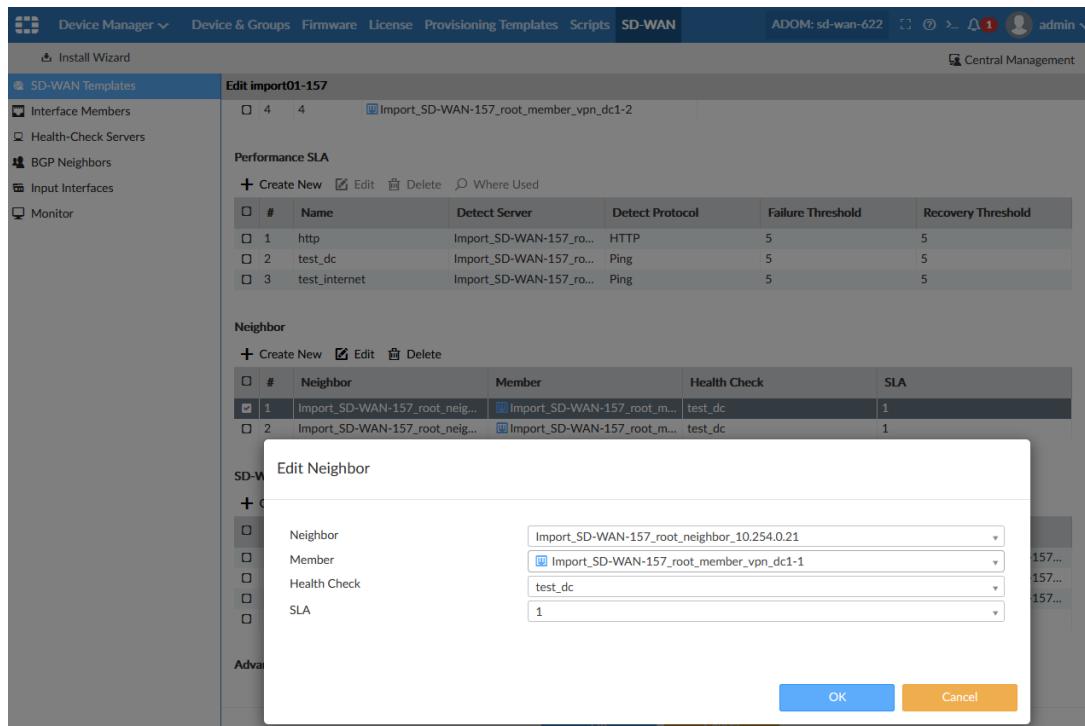 Device Manager Device & Groups Firmware License Provisioning Templates Scripts SD-WAN ADOM: sd-wan-622 1 admin
Install Wizard Central Management
SD-WAN Templates
Interface Members
Health-Check Servers
BGP Neighbors
Input Interfaces
Monitor
Edit import01-157
4 4 Import_SD-WAN-157_root_member_vpn_dc1-2
Performance SLA
Create New Edit Delete Where Used
# Name Detect Server Detect Protocol Failure Threshold Recovery Threshold
1 http Import_SD-WAN-157_ro... HTTP 5 5
2 test_dc Import_SD-WAN-157_ro... Ping 5 5
3 test_internet Import_SD-WAN-157_ro... Ping 5 5
Neighbor
Create New Edit Delete
# Neighbor Member Health Check SLA
1 Import_SD-WAN-157_root_neig... Import_SD-WAN-157_root_m... test_dc 1
2 Import_SD-WAN-157_root_neig... Import_SD-WAN-157_root_m... test_dc 1
SD-W
157...
157...
157...
Advan
Edit Neighbor
Neighbor Import_SD-WAN-157_root_neighbor_10.254.0.21
Member Import_SD-WAN-157_root_member_vpn_dc1-1
Health Check test_dc
SLA 1
OK Cancel